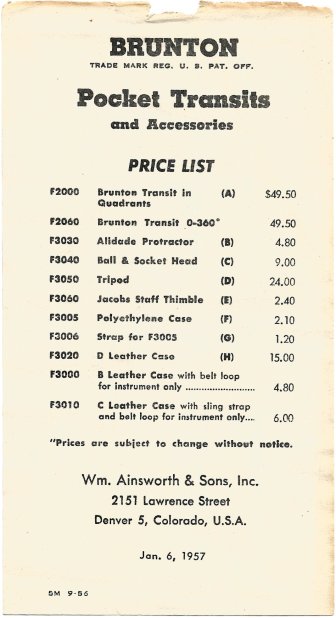 BRUNTON
TRADE MARK REG. U. S. PAT. OFF.
Pocket Transits
and Accessories
PRICE LIST
F2000 Brunton Transit in (A) $49.50
Quadrants
F2060 Brunton Transit 0-360° 49.50
F3030 Alidade Protractor (B) 4.80
F3040 Ball & Socket Head (C) 9.00
F3050 Tripod (D) 24.00
F3060 Jacobs Staff Thimble (E) 2.40
F3005 Polyethylene Case (F) 2.10
F3006 Strap for F3005 (G) 1.20
F3020 D Leather Case (H) 15.00
F3000 B Leather Case with belt loop
for instrument only ........................ 4.80
F3010 C Leather Case with sling strap
and belt loop for instrument only.... 6.00
"Prices are subject to change without notice.
Wm. Ainsworth & Sons, Inc.
2151 Lawrence Street
Denver 5, Colorado, U.S.A.
Jan. 6, 1957
5M 9-56